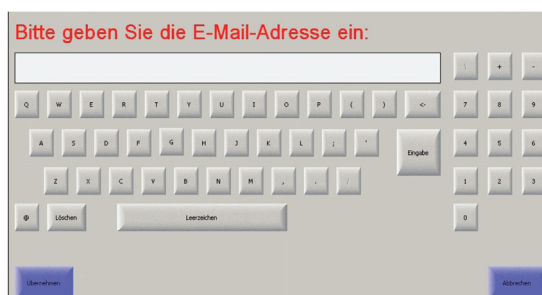 Bitte geben Sie die E-Mail-Adresse ein:
\ + -
Q W E R T Y U I O P ( ) <- 7 8 9
A S D F G H J K L ; ' Eingabe 4 5 6
Z X C V B N M , . / 1 2 3
@ Löschen Leerzeichen 0
Übernehmen Abbrechen